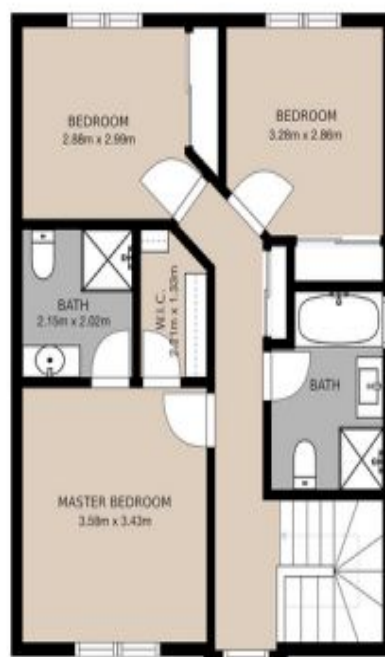 BEDROOM
2.88m x 2.99m
BEDROOM
3.28m x 2.86m
BATH
2.15m x 2.02m
W.I.C.
BATH
MASTER BEDROOM
3.58m x 3.43m